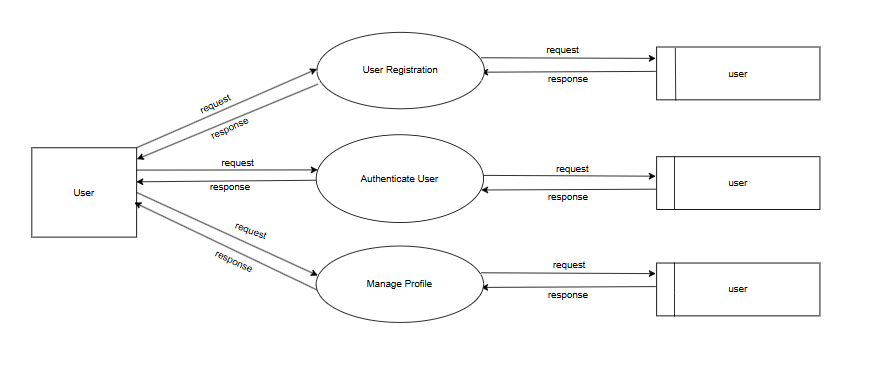 request
User Registration
user
response
request
response
User
request
response
Authenticate User
request
response
user
request
response
Manage Profile
request
response
user